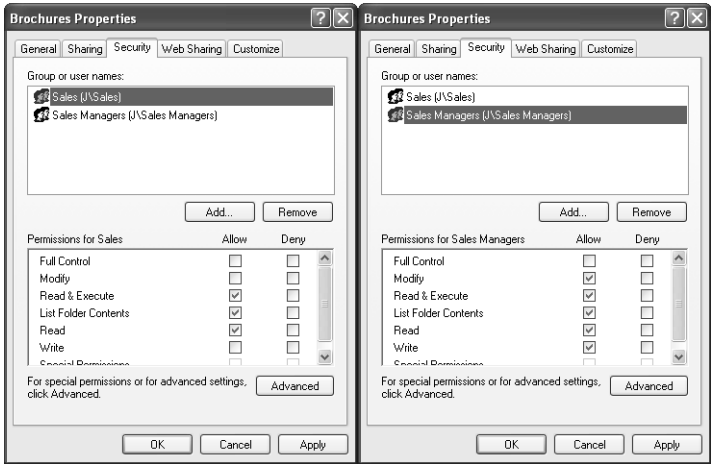 Brochures Properties
General Sharing Security Web Sharing Customize
Group or user names:
Sales (J\Sales)
Sales Managers (J\Sales Managers)
Add... Remove
Permissions for Sales Allow Deny
Full Control
Modify
Read & Execute
List Folder Contents
Read
Write
Special Permissions
For special permissions or for advanced settings,
click Advanced.
Advanced
OK Cancel Apply
Brochures Properties
General Sharing Security Web Sharing Customize
Group or user names:
Sales (J\Sales)
Sales Managers (J\Sales Managers)
Add... Remove
Permissions for Sales Managers Allow Deny
Full Control
Modify
Read & Execute
List Folder Contents
Read
Write
Special Permissions
For special permissions or for advanced settings,
click Advanced.
Advanced
OK Cancel Apply